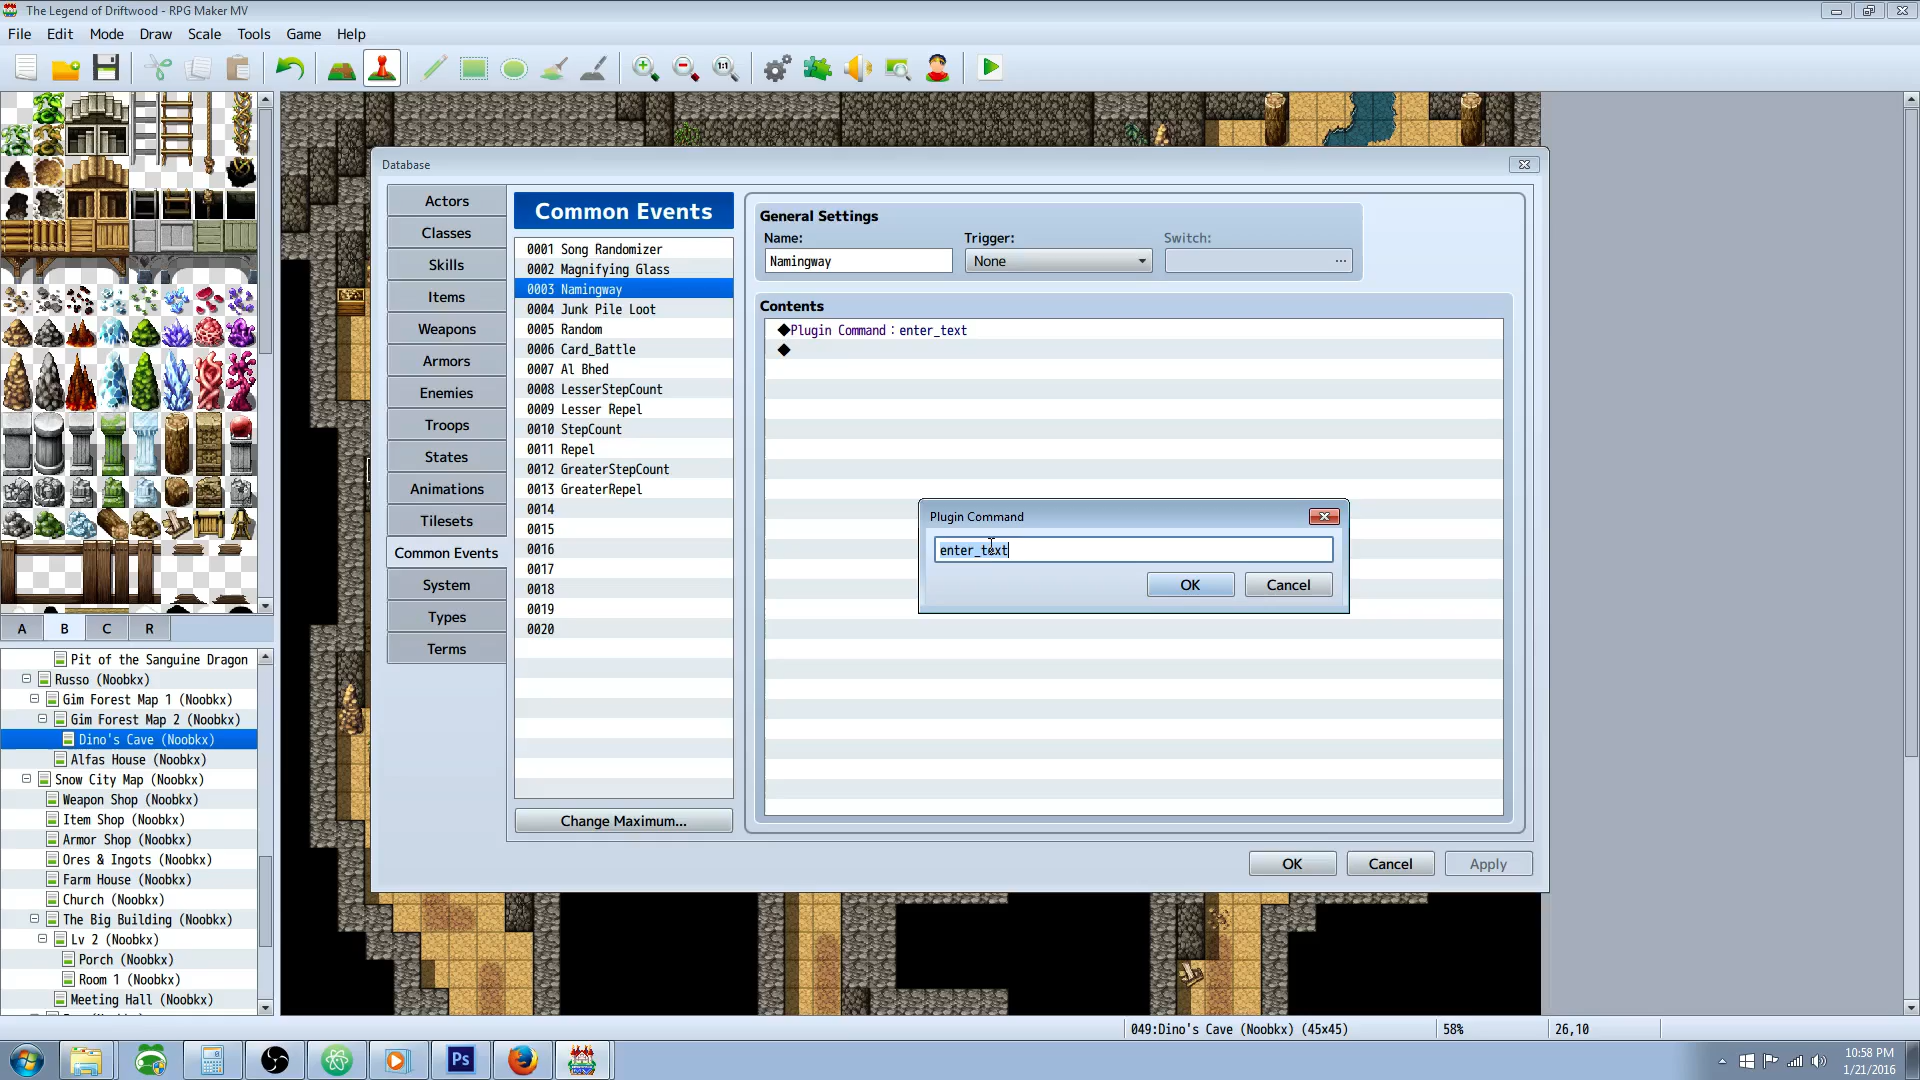 The Legend of Driftwood - RPG Maker MV
File Edit Mode Draw Scale Tools Game Help
1:1
Database
Actors
Classes
Skills
Items
Weapons
Armors
Enemies
Troops
States
Animations
Tilesets
Common Events
System
Types
Terms
Common Events
0001 Song Randomizer
0002 Magnifying Glass
0003 Namingway
0004 Junk Pile Loot
0005 Random
0006 Card_Battle
0007 Al Bhed
0008 LesserStepCount
0009 Lesser Repel
0010 StepCount
0011 Repel
0012 GreaterStepCount
0013 GreaterRepel
0014
0015
0016
0017
0018
0019
0020
Change Maximum...
General Settings
Name: Trigger: Switch:
Namingway None ...
Contents
◆Plugin Command：enter_text
◆
Plugin Command
enter_text
OK Cancel
OK Cancel Apply
A B C R
Pit of the Sanguine Dragon
Russo (Noobkx)
Gim Forest Map 1 (Noobkx)
Gim Forest Map 2 (Noobkx)
Dino's Cave (Noobkx)
Alfas House (Noobkx)
Snow City Map (Noobkx)
Weapon Shop (Noobkx)
Item Shop (Noobkx)
Armor Shop (Noobkx)
Ores & Ingots (Noobkx)
Farm House (Noobkx)
Church (Noobkx)
The Big Building (Noobkx)
Lv 2 (Noobkx)
Porch (Noobkx)
Room 1 (Noobkx)
Meeting Hall (Noobkx)
049:Dino's Cave (Noobkx) (45x45) 58% 26,10
Ps
10:58 PM
1/21/2016